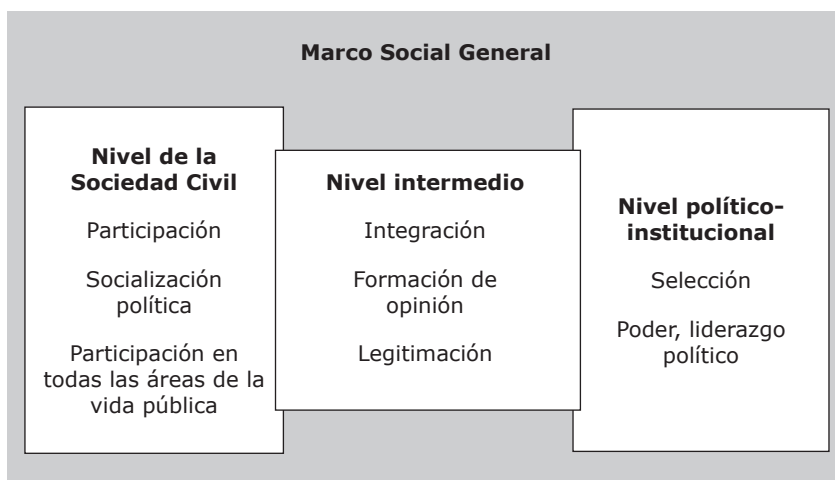 Marco Social General
Nivel de la
Sociedad Civil
Participación
Socialización
política
Participación en
todas las áreas de la
vida pública
Nivel intermedio
Integración
Formación de
opinión
Legitimación
Nivel político-
institucional
Selección
Poder, liderazgo
político